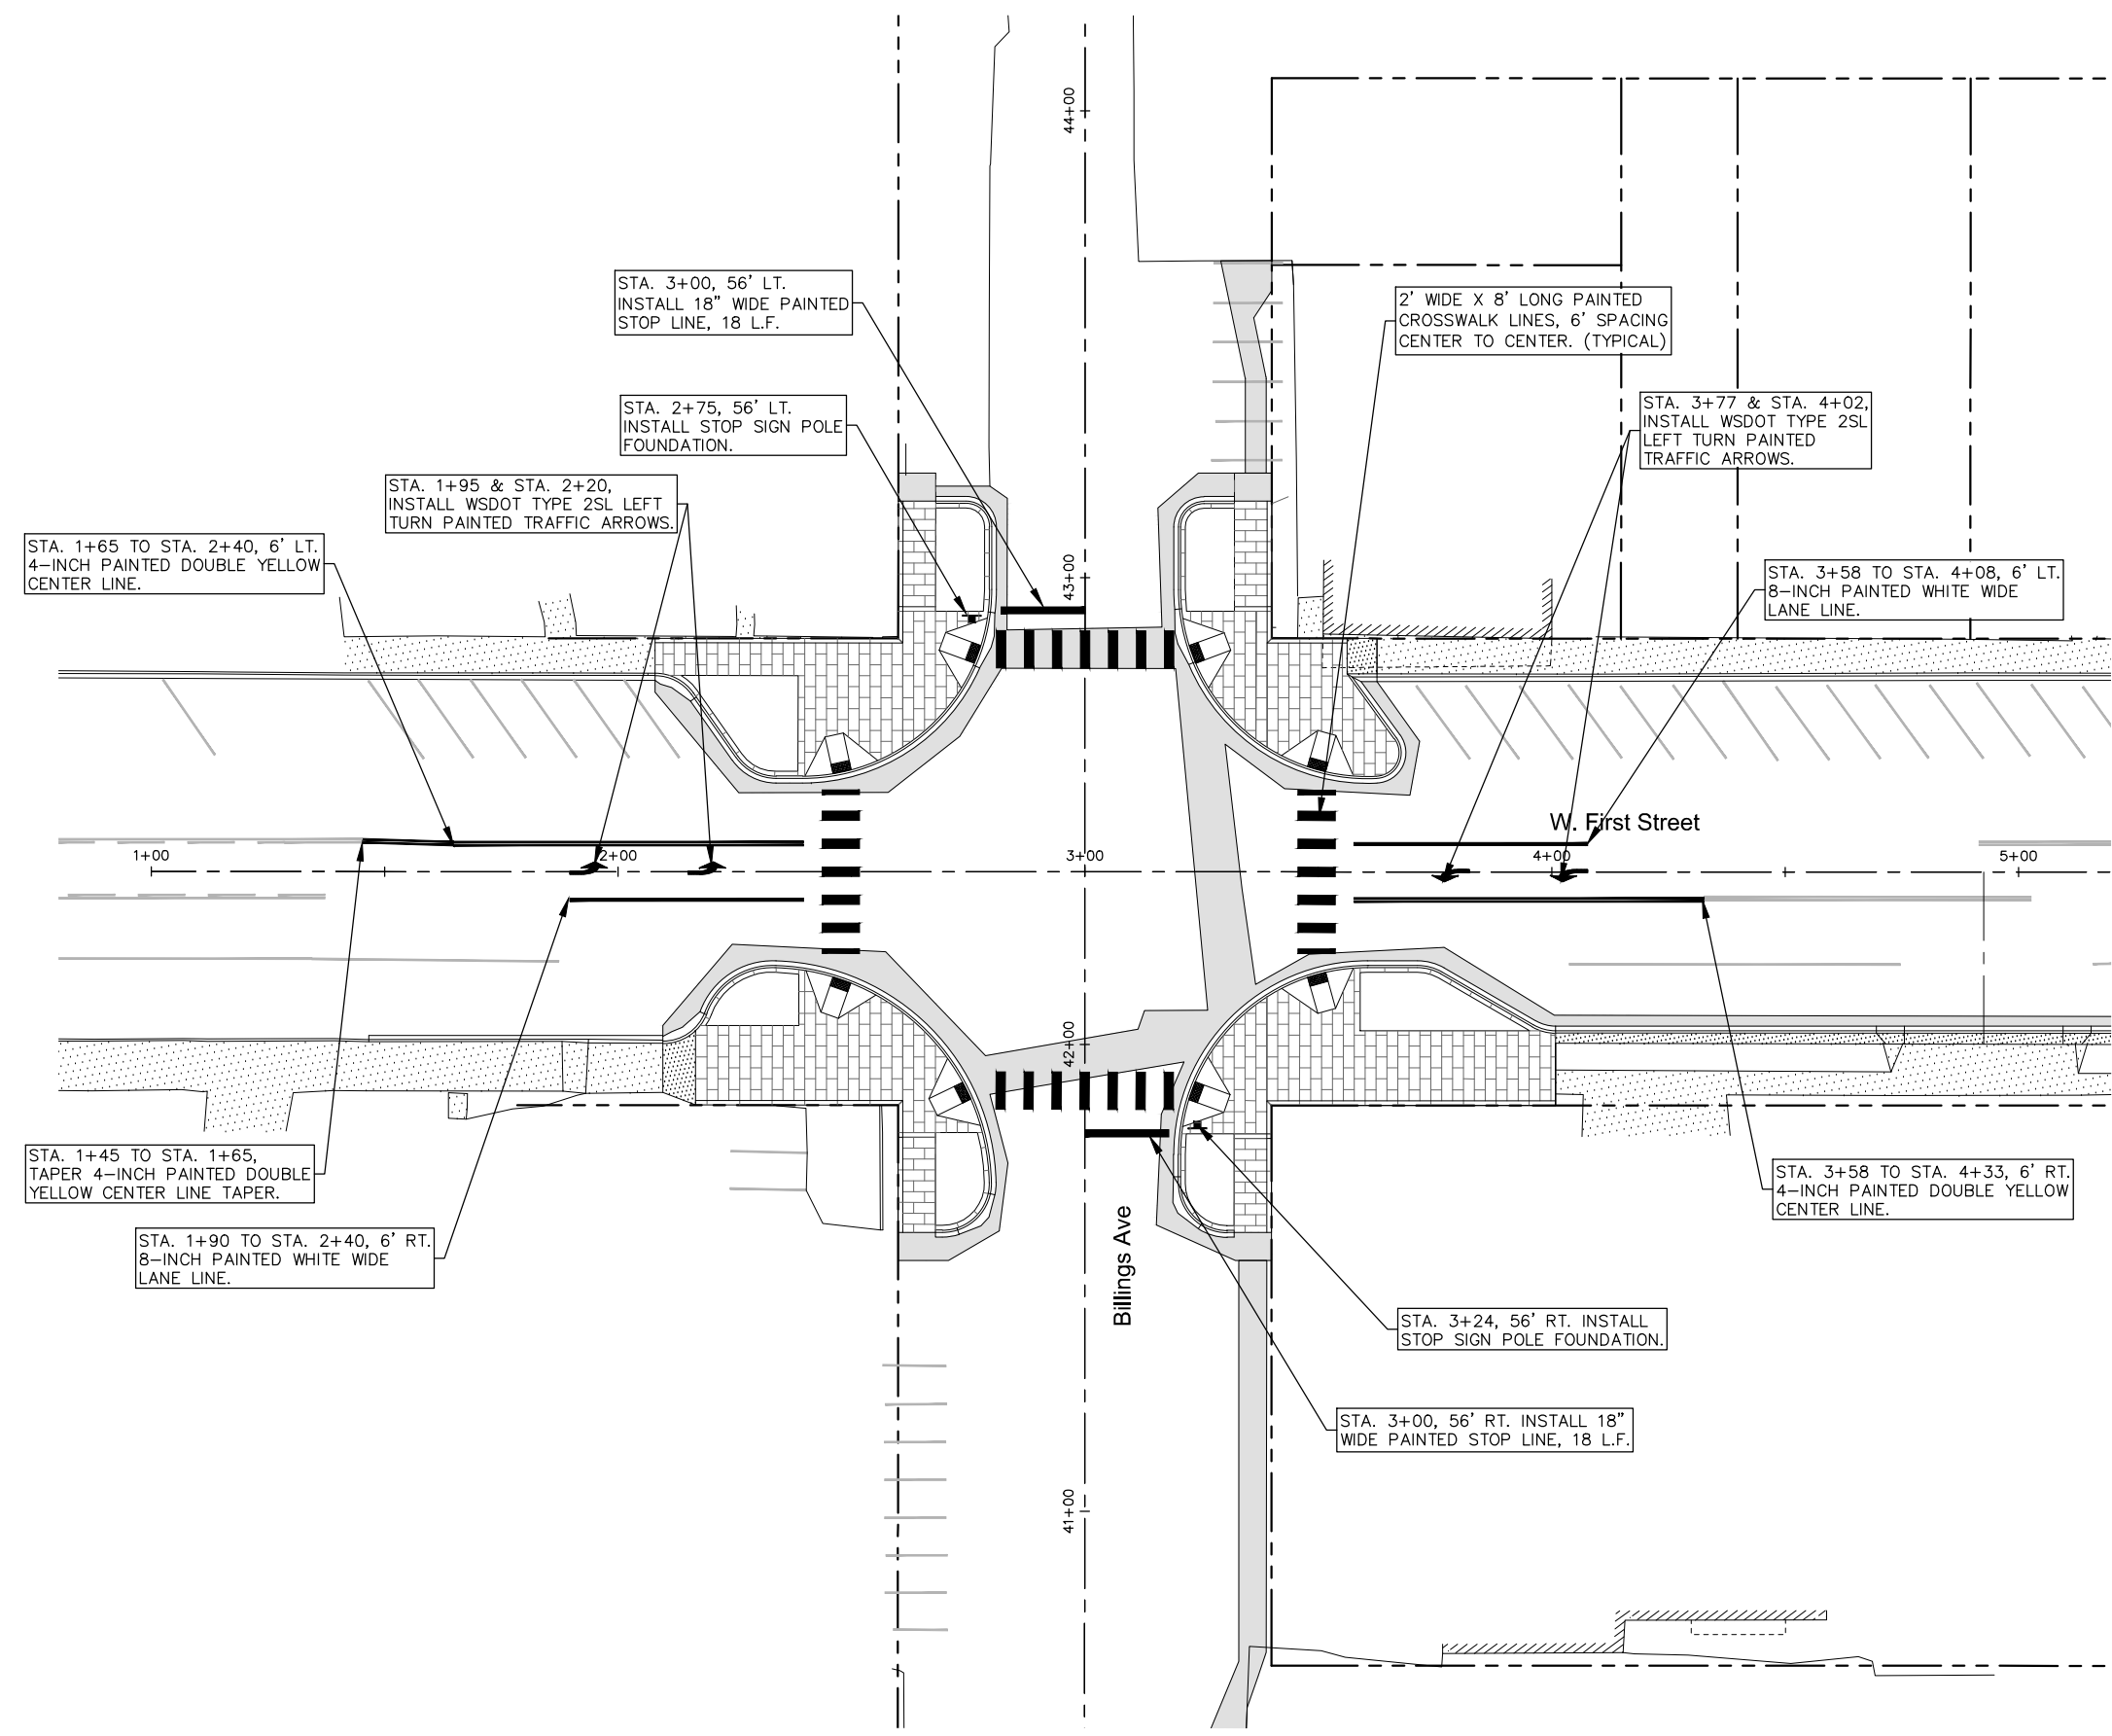 44+00
STA. 3+00, 56' LT.
INSTALL 18" WIDE PAINTED
STOP LINE, 18 L.F.
2' WIDE X 8' LONG PAINTED
CROSSWALK LINES, 6' SPACING
CENTER TO CENTER. (TYPICAL)
STA. 2+75, 56' LT.
INSTALL STOP SIGN POLE
FOUNDATION.
STA. 3+77 & STA. 4+02,
INSTALL WSDOT TYPE 2SL
LEFT TURN PAINTED
TRAFFIC ARROWS.
STA. 1+95 & STA. 2+20,
INSTALL WSDOT TYPE 2SL LEFT
TURN PAINTED TRAFFIC ARROWS.
STA. 1+65 TO STA. 2+40, 6' LT.
4-INCH PAINTED DOUBLE YELLOW
CENTER LINE.
43+00
STA. 3+58 TO STA. 4+08, 6' LT.
8-INCH PAINTED WHITE WIDE
LANE LINE.
W. First Street
1+00
2+00
3+00
4+00
5+00
42+00
STA. 1+45 TO STA. 1+65,
TAPER 4-INCH PAINTED DOUBLE
YELLOW CENTER LINE TAPER.
STA. 3+58 TO STA. 4+33, 6' RT.
4-INCH PAINTED DOUBLE YELLOW
CENTER LINE.
STA. 1+90 TO STA. 2+40, 6' RT.
8-INCH PAINTED WHITE WIDE
LANE LINE.
Billings Ave
STA. 3+24, 56' RT. INSTALL
STOP SIGN POLE FOUNDATION.
STA. 3+00, 56' RT. INSTALL 18"
WIDE PAINTED STOP LINE, 18 L.F.
41+00